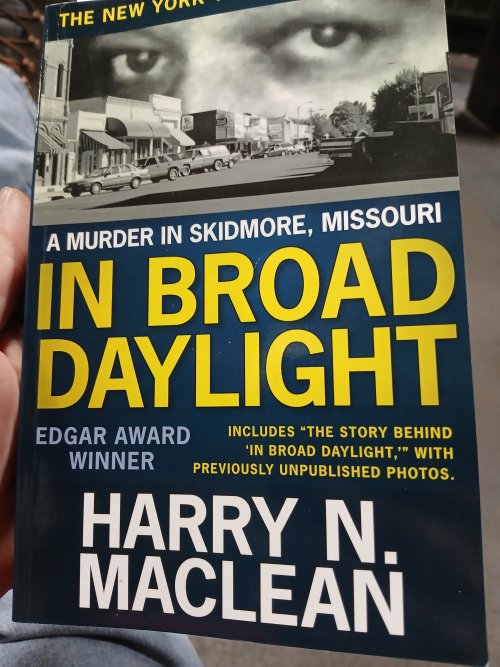 THE NEW YORK
A MURDER IN SKIDMORE, MISSOURI
IN BROAD
DAYLIGHT
EDGAR AWARD
WINNER
INCLUDES "THE STORY BEHIND
'IN BROAD DAYLIGHT,'" WITH
PREVIOUSLY UNPUBLISHED PHOTOS.
HARRY N.
MACLEAN